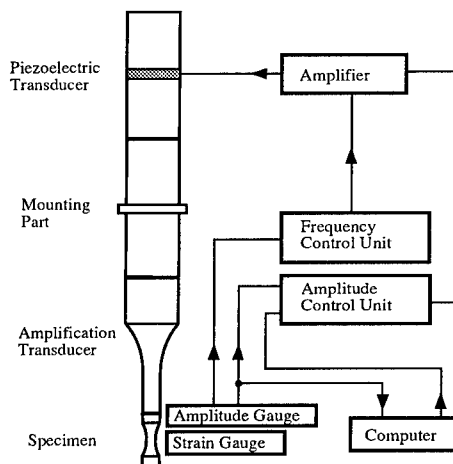 Piezoelectric
Transducer
Amplifier
Mounting
Part
Frequency
Control Unit
Amplitude
Control Unit
Amplification
Transducer
Amplitude Gauge
Specimen
Strain Gauge
Computer